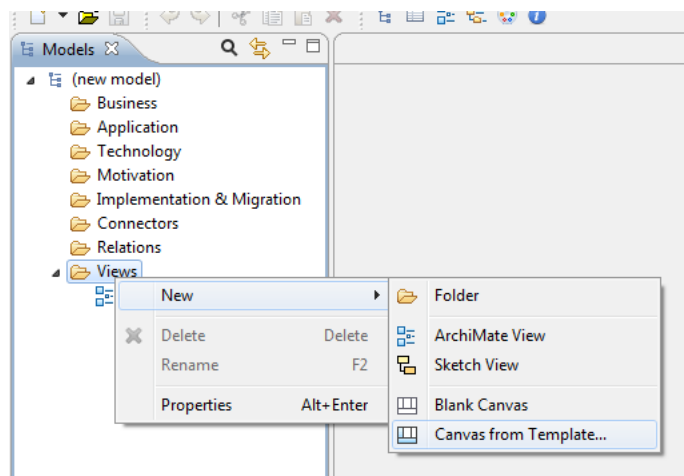 Models
(new model)
Business
Application
Technology
Motivation
Implementation & Migration
Connectors
Relations
Views
New
Delete Delete
Rename F2
Properties Alt+Enter
Folder
ArchiMate View
Sketch View
Blank Canvas
Canvas from Template...